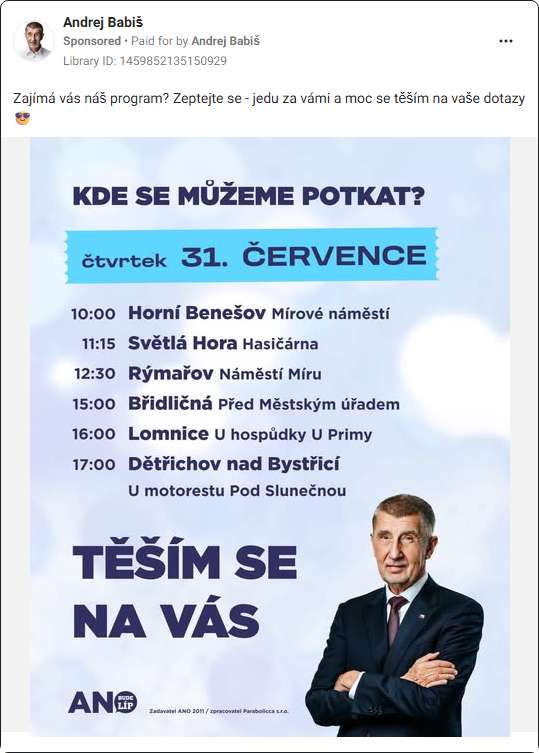 Andrej Babiš
Sponsored • Paid for by Andrej Babiš
Library ID: 1459852135150929
Zajímá vás náš program? Zeptejte se - jedu za vámi a moc se těším na vaše dotazy
😎
KDE SE MŮŽEME POTKAT?
čtvrtek 31. ČERVENCE
10:00 Horní Benešov Mírové náměstí
11:15 Světlá Hora Hasičárna
12:30 Rýmařov Náměstí Míru
15:00 Břidličná Před Městským úřadem
16:00 Lomnice U hospůdky U Primy
17:00 Dětřichov nad Bystřicí
U motorestu Pod Slunečnou
TĚŠÍM SE
NA VÁS
ANO BUDE LÍP
Zadavatel ANO 2011 / zpracovatel Parabolicca s.r.o.